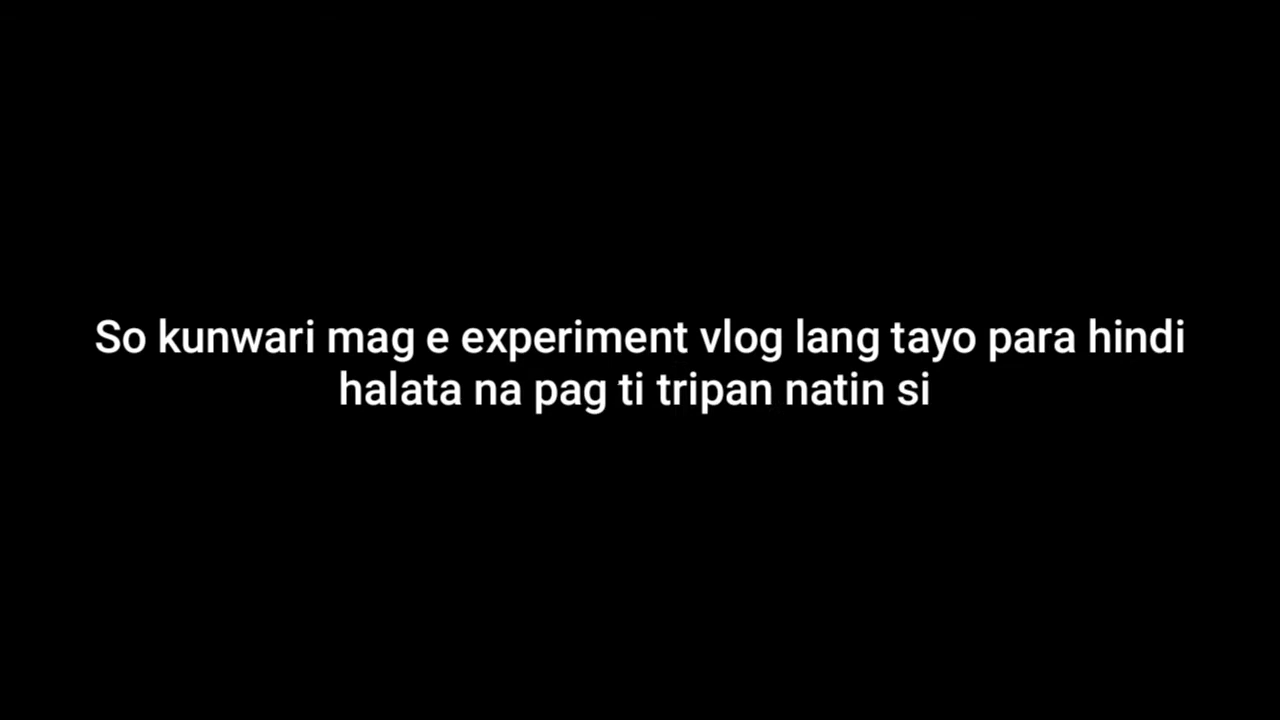 So kunwari mag e experiment vlog lang tayo para hindi
halata na pag ti tripan natin si